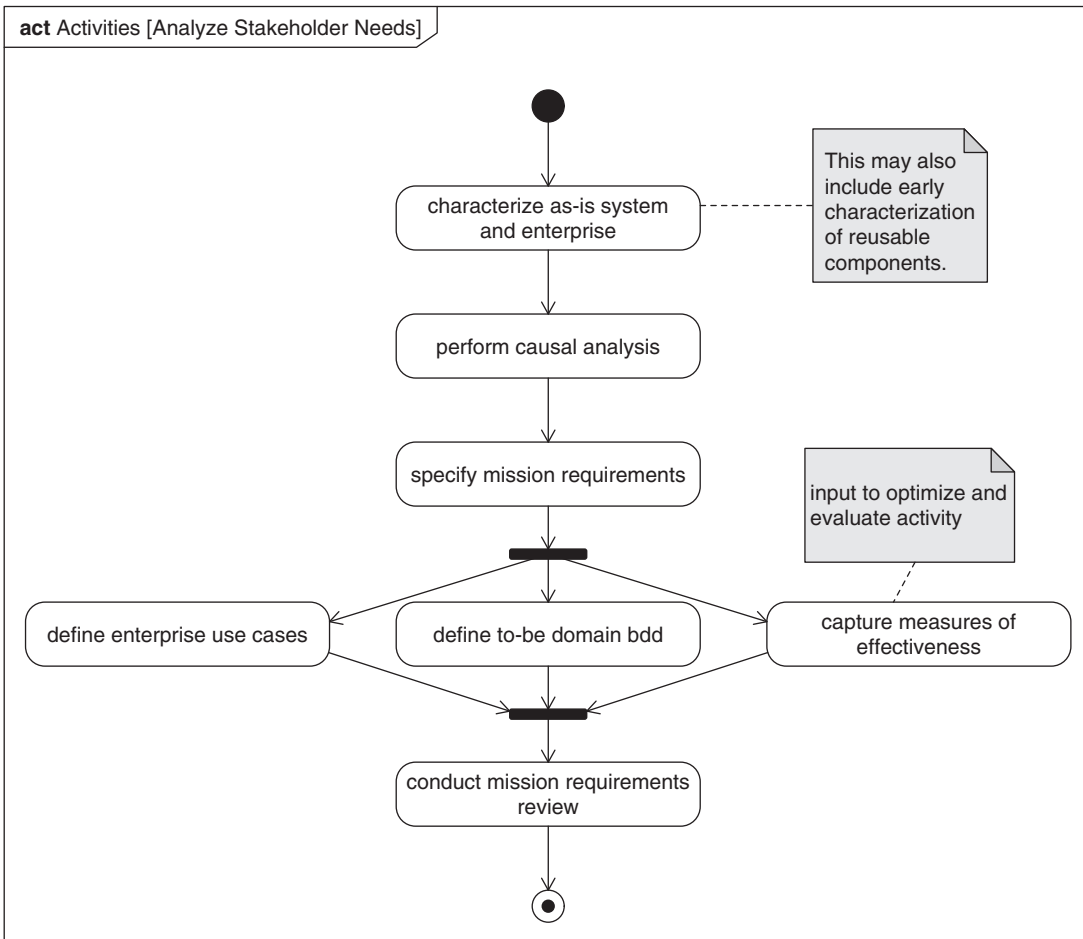 act Activities [Analyze Stakeholder Needs]
This may also
include early
characterization
of reusable
components.
characterize as-is system
and enterprise
perform causal analysis
specify mission requirements
input to optimize and
evaluate activity
define enterprise use cases
define to-be domain bdd
capture measures of
effectiveness
conduct mission requirements
review